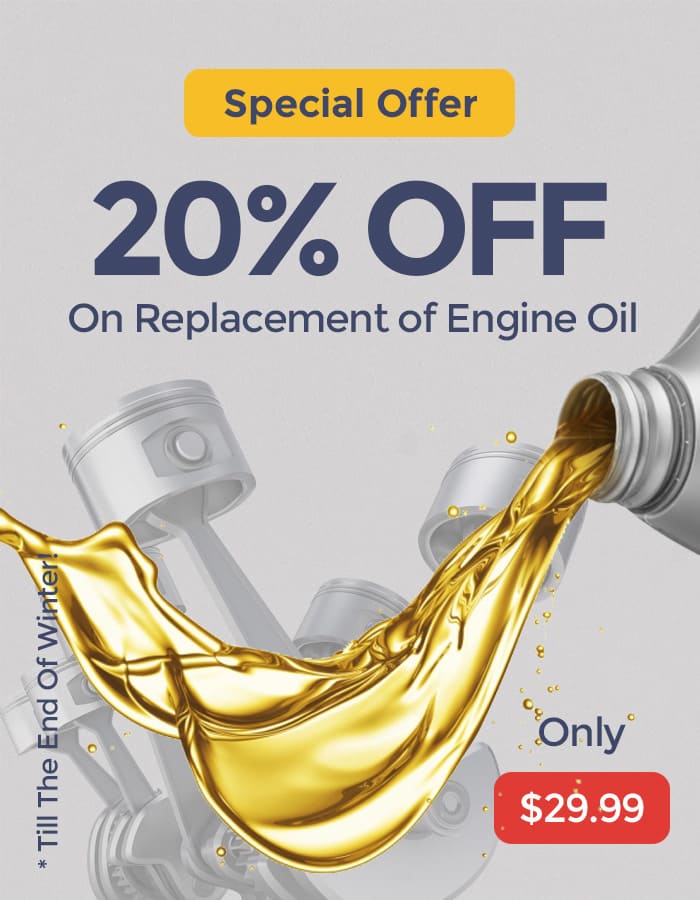 Special Offer
20% OFF
On Replacement of Engine Oil
* Till The End Of Winter!
Only
$29.99